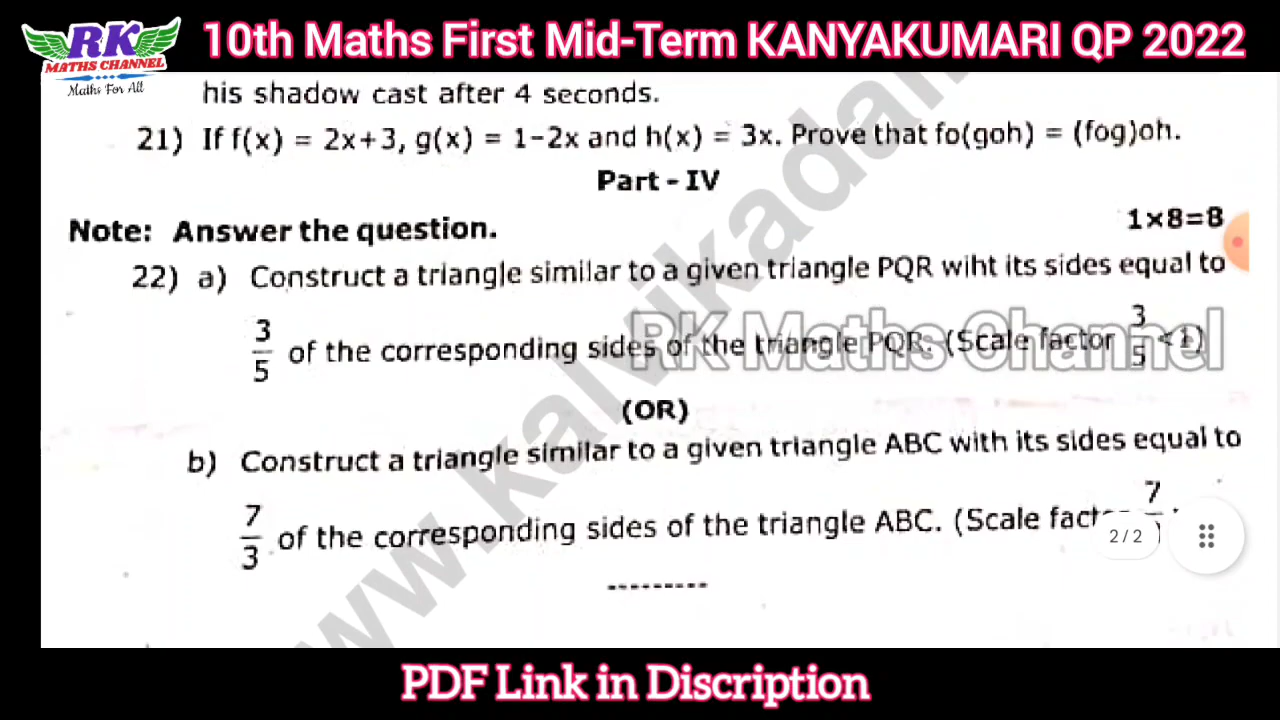 RK
MATHS CHANNEL
Maths For All
10th Maths First Mid-Term KANYAKUMARI QP 2022
his shadow cast after 4 seconds.
21) If f(x) = 2x+3, g(x) = 1-2x and h(x) = 3x. Prove that fo(goh) = (fog)oh.
Part - IV
Note: Answer the question.
1×8=8
22) a) Construct a triangle similar to a given triangle PQR wiht its sides equal to
3/5 of the corresponding sides of the triangle PQR. (Scale factor 3/5 <1)
RK Maths Channel
(OR)
b) Construct a triangle similar to a given triangle ABC with its sides equal to
7/3 of the corresponding sides of the triangle ABC. (Scale 7
2/2
---------
www.kalvikadal
PDF Link in Discription